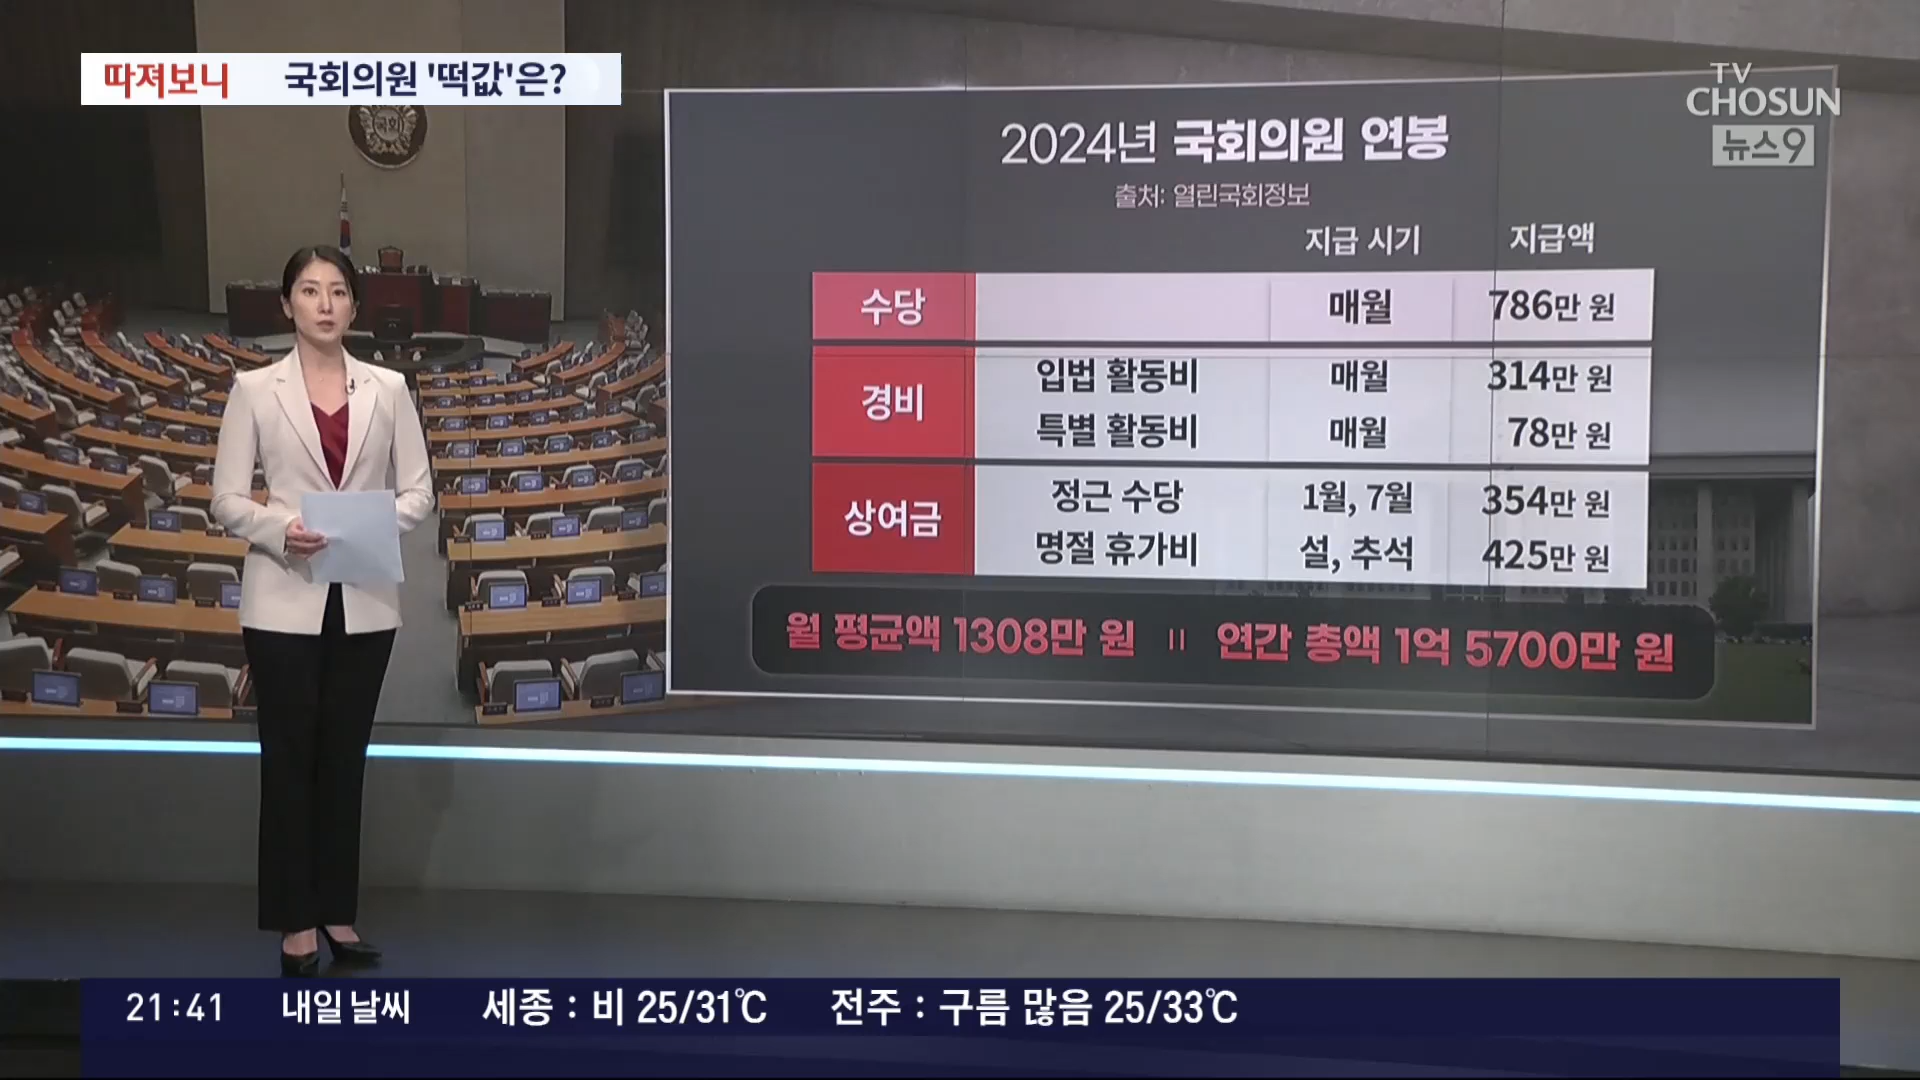 따져보니 국회의원 '떡값'은?
TV
CHOSUN
뉴스9
국회
2024년 국회의원 연봉
출처: 열린국회정보
지급 시기 지급액
수당 매월 786만 원
경비 입법 활동비 매월 314만 원
특별 활동비 매월 78만 원
상여금 정근 수당 1월, 7월 354만 원
명절 휴가비 설, 추석 425만 원
월 평균액 1308만 원 = 연간 총액 1억 5700만 원
21:41 내일 날씨 세종 : 비 25/31℃ 전주 : 구름 많음 25/33℃